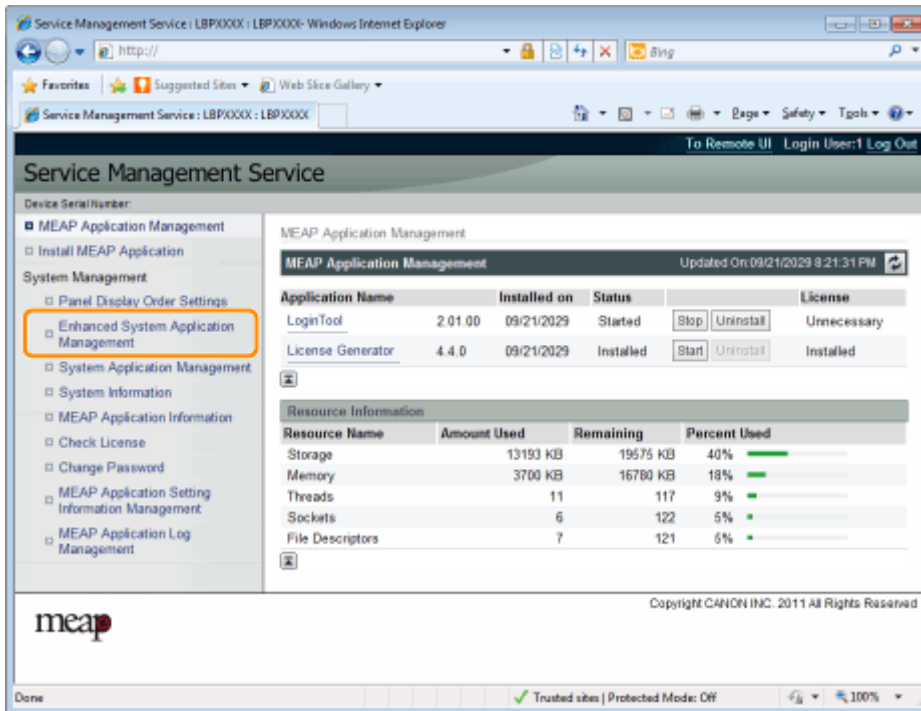 Service Management Service : LBPXXXX : LBPXXXX- Windows Internet Explorer
http://
Bing
Favorites Suggested Sites Web Slice Gallery
Service Management Service : LBPXXXX : LBPXXXX
Page Safety Tools
To Remote UI Login User:1 Log Out
Service Management Service
Device Serial Number:
MEAP Application Management
Install MEAP Application
System Management
Panel Display Order Settings
Enhanced System Application
Management
System Application Management
System Information
MEAP Application Information
Check License
Change Password
MEAP Application Setting
Information Management
MEAP Application Log
Management
MEAP Application Management
MEAP Application Management Updated On:09/21/2029 8:21:31 PM
Application Name Installed on Status License
LoginTool 2.01.00 09/21/2029 Started Stop Uninstall Unnecessary
License Generator 4.4.0 09/21/2029 Installed Start Uninstall Installed
Resource Information
Resource Name Amount Used Remaining Percent Used
Storage 13193 KB 19575 KB 40%
Memory 3700 KB 16780 KB 18%
Threads 11 117 9%
Sockets 6 122 5%
File Descriptors 7 121 6%
Copyright CANON INC. 2011 All Rights Reserved
meap
Done Trusted sites | Protected Mode: Off 100%